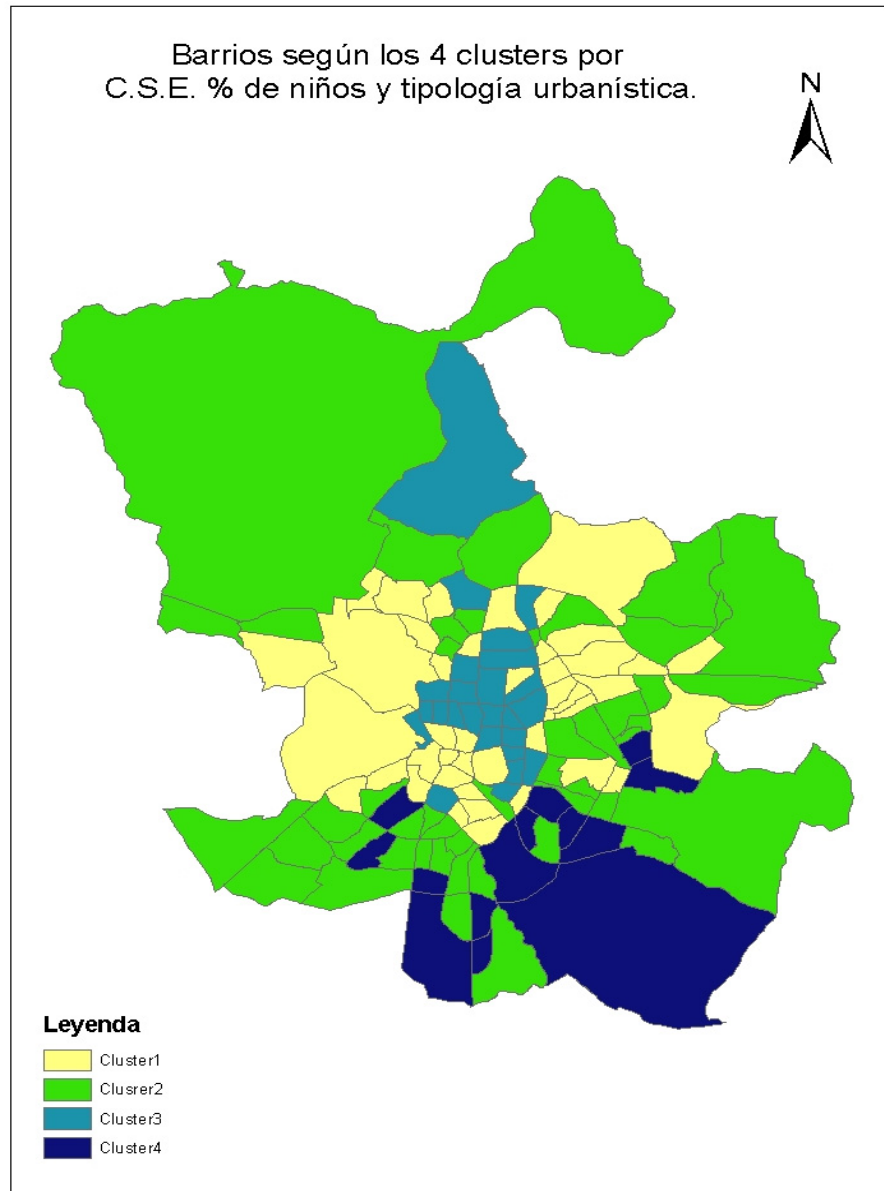 Barrios según los 4 clusters por
C.S.E. % de niños y tipología urbanística.
N
Leyenda
Cluster1
Clusrer2
Cluster3
Cluster4